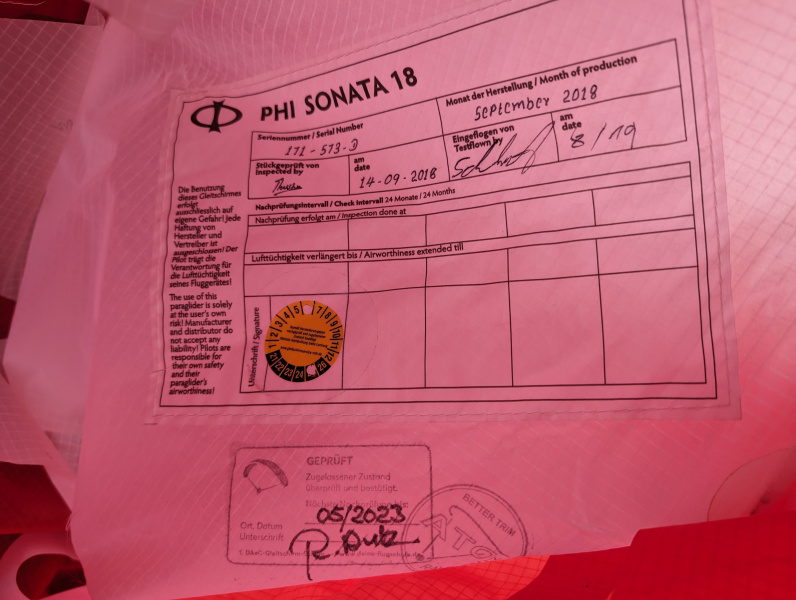 PHI SONATA 18
Monat der Herstellung / Month of production
September 2018
Seriennummer / Serial Number
171-573-D
Stückgeprüft von
Inspected by
am
date
14-09-2018
Eingeflogen von
Testflown by
am
date
8/19
Nachprüfungsintervall / Check Intervall 24 Monate / 24 Months
Nachprüfung erfolgt am / Inspection done at
Lufttüchtigkeit verlängert bis / Airworthiness extended till
Unterschrift / Signature
Die Benutzung
dieses Gleitschirmes
erfolgt
ausschliesslich auf
eigene Gefahr! Jede
Haftung von
Hersteller und
Vertreiber ist
ausgeschlossen! Der
Pilot trägt die
Verantwortung für
die Lufttüchtigkeit
seines Fluggerätes!
The use of this
paraglider is solely
at the user's own
risk! Manufacturer
and distributor do
not accept any
liability! Pilots are
responsible for
their own safety
and their
paraglider's
airworthiness!
1 2 3 4 5 7 8 9 10 11 12
21 22 23 24 26
GEPRÜFT
Zugelassener Zustand
überprüft und bestätigt.
Nächste Nachprüfung bis:
05/2023
Ort, Datum
Unterschrift
BETTER TRIM
ATC